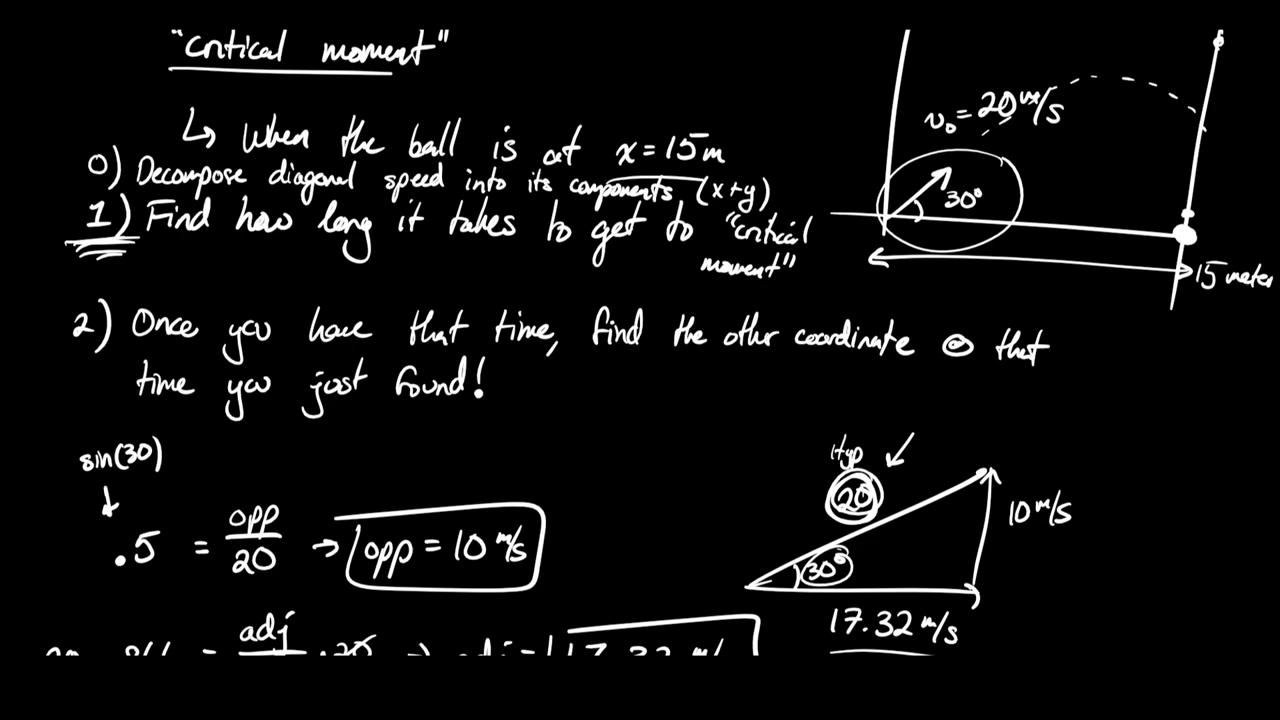 "critical moment"
↳ When the ball is at x = 15m
0) Decompose diagonal speed into its components (x+y)
1) Find how long it takes to get to "critical
moment"
2) Once you have that time, find the other coordinate @ that
time you just found!
v₀ = 20 m/s
30°
15 meter
sin(30)
.5 = opp/20 → opp = 10 m/s
Hyp
20
30°
10 m/s
17.32 m/s
adj